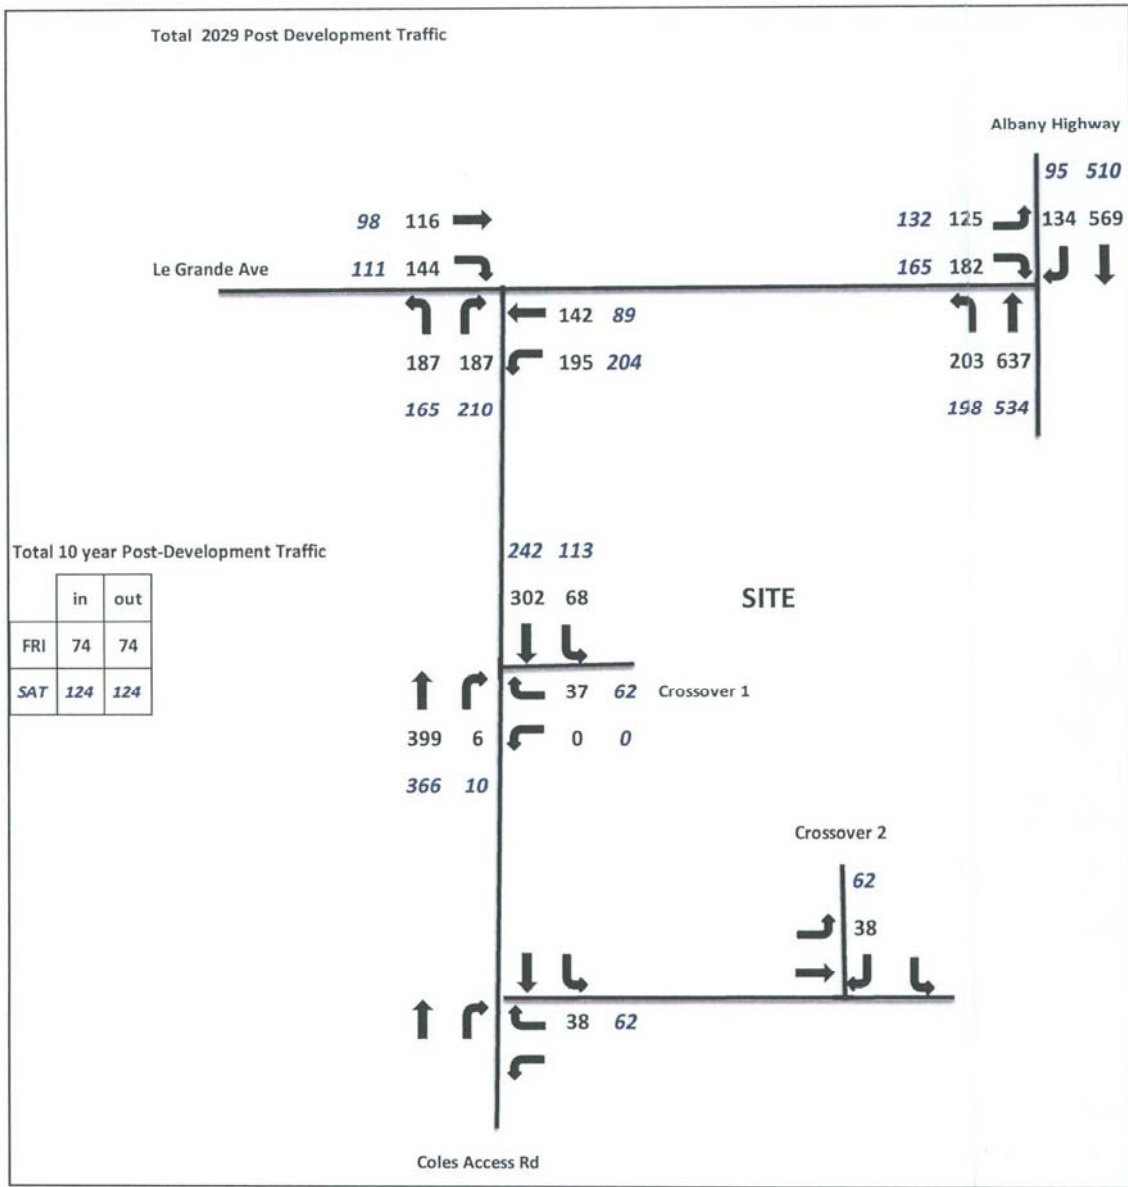 Total 2029 Post Development Traffic
Albany Highway
95 510
98 116
132 125
134 569
Le Grande Ave
111 144
165 182
142 89
187 187
195 204
203 637
165 210
198 534
242 113
Total 10 year Post-Development Traffic
in out
302 68
SITE
FRI 74 74
SAT 124 124
37 62 Crossover 1
399 6
0 0
366 10
Crossover 2
62
38
38 62
Coles Access Rd